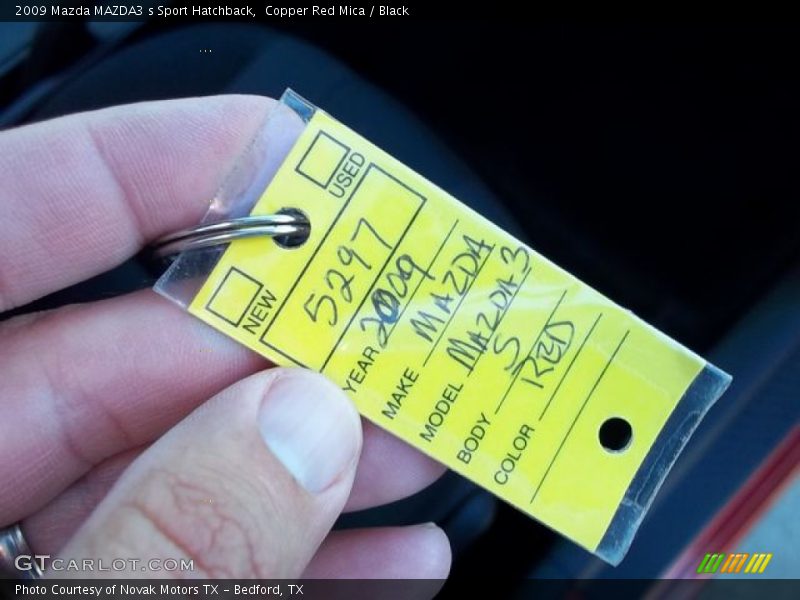 2009 Mazda MAZDA3 s Sport Hatchback,  Copper Red Mica / Black
USED
NEW
5297
YEAR 2009
MAKE MAZDA
MODEL MAZDA3
BODY S
COLOR RED
GTCARLOT.COM
Photo Courtesy of Novak Motors TX - Bedford, TX